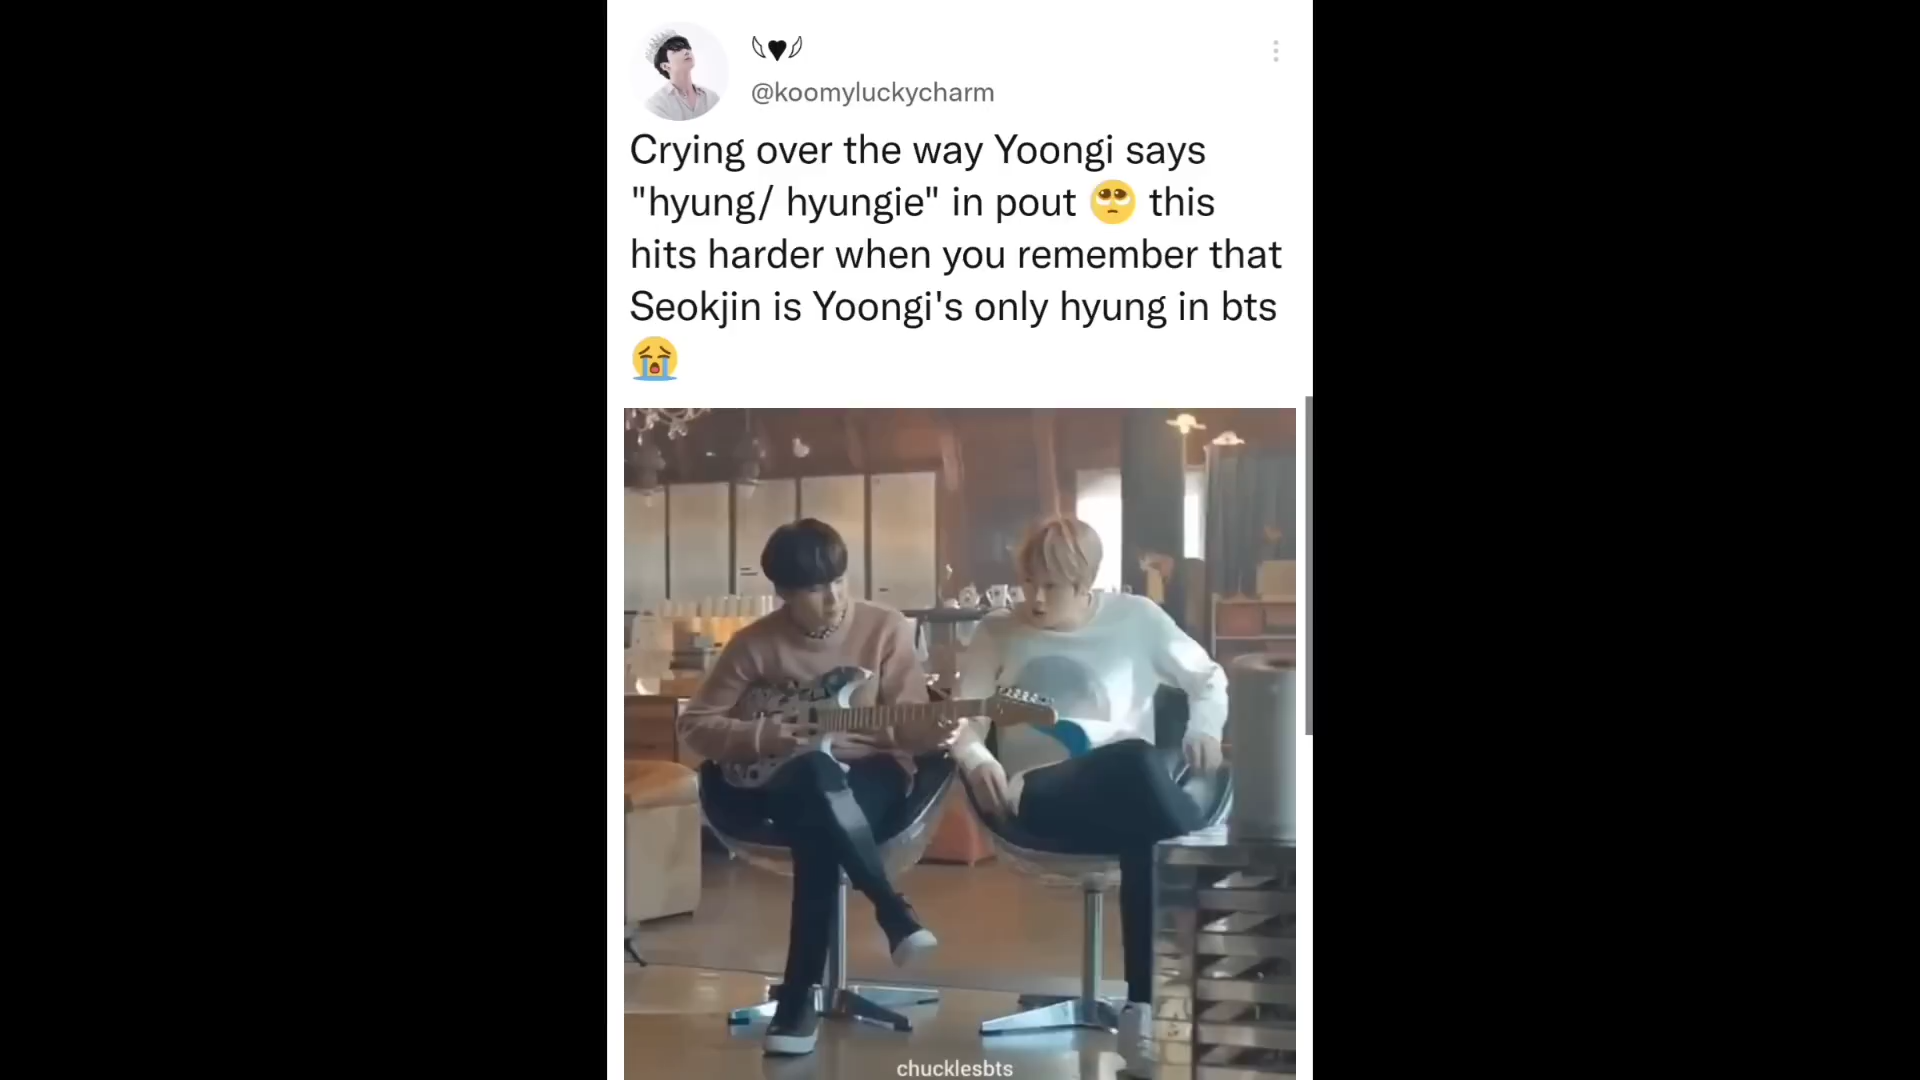 @koomyluckycharm
Crying over the way Yoongi says
"hyung/ hyungie" in pout 🥺 this
hits harder when you remember that
Seokjin is Yoongi's only hyung in bts
😭
chucklesbts